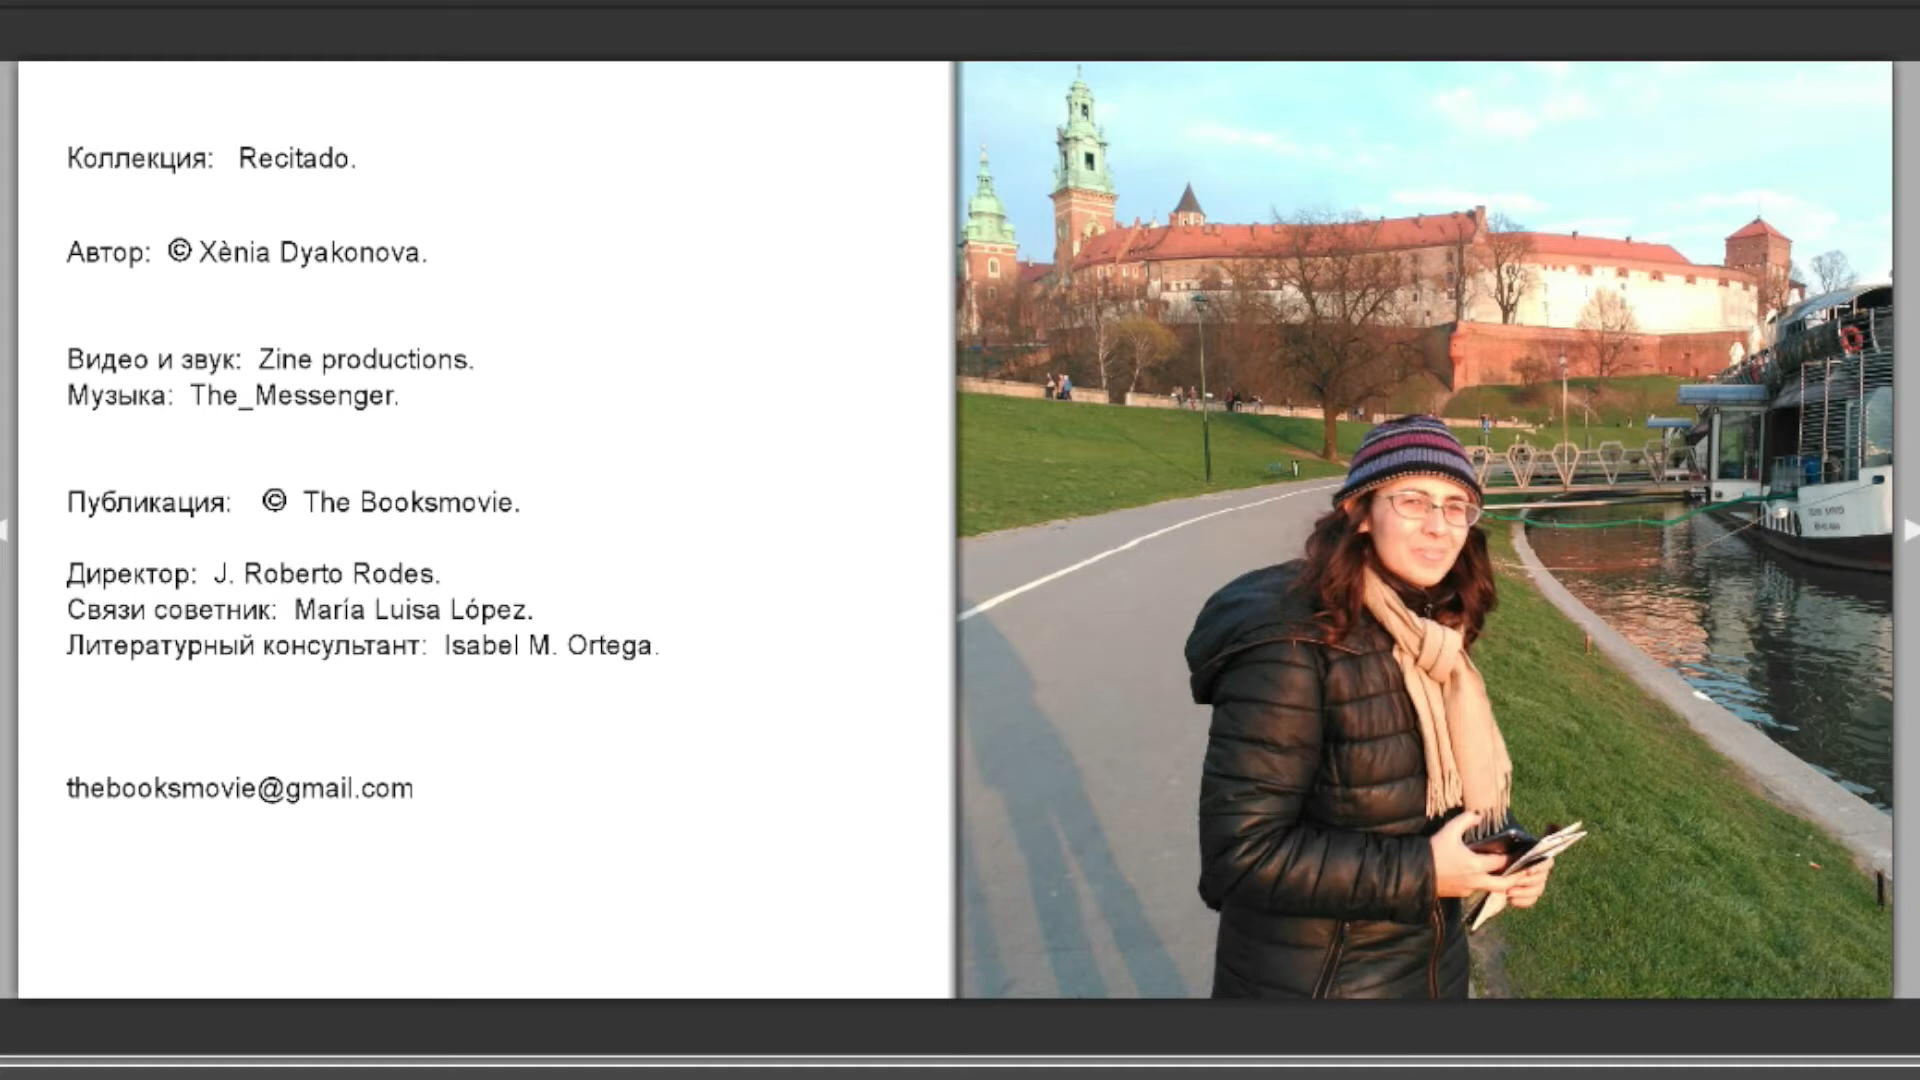 Коллекция: Recitado.
Автор: © Xènia Dyakonova.
Видео и звук: Zine productions.
Музыка: The_Messenger.
Публикация: © The Booksmovie.
Директор: J. Roberto Rodes.
Связи советник: María Luisa López.
Литературный консультант: Isabel M. Ortega.
thebooksmovie@gmail.com